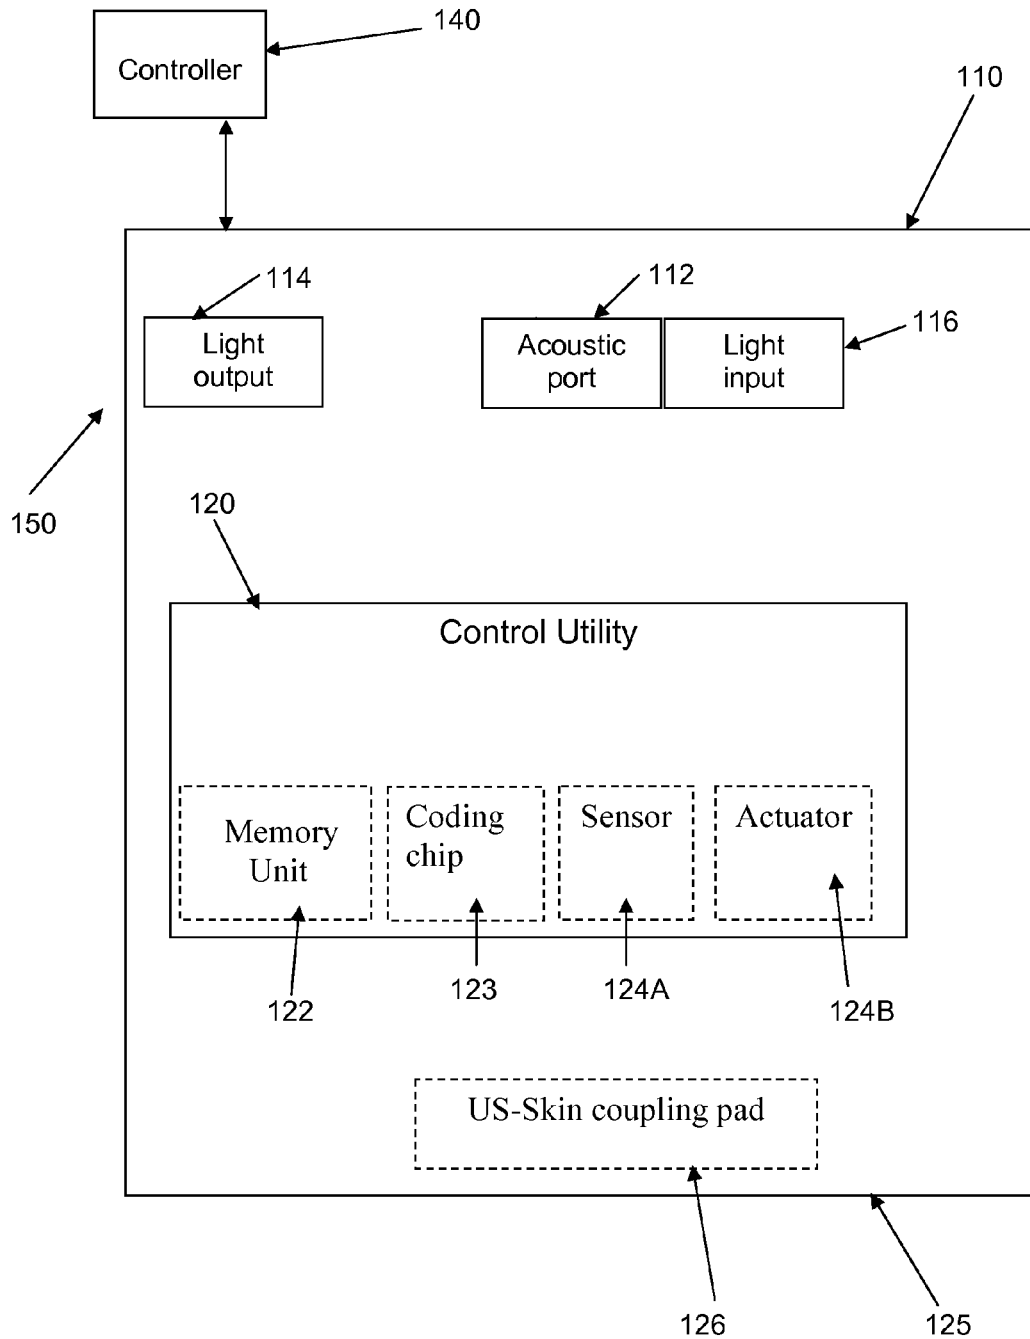 140
Controller
110
114
112
116
Light
output
Acoustic
port
Light
input
150
120
Control Utility
Memory
Unit
Coding
chip
Sensor
Actuator
122
123
124A
124B
US-Skin coupling pad
126
125